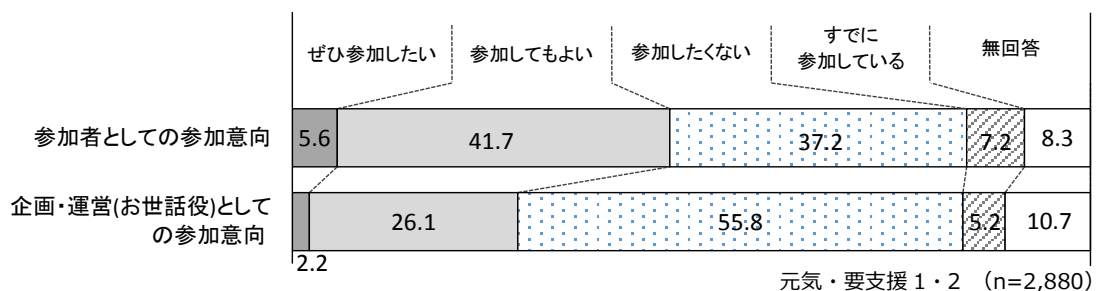 ぜひ参加したい
参加してもよい
参加したくない
すでに
参加している
無回答
参加者としての参加意向
5.6
41.7
37.2
7.2
8.3
企画・運営(お世話役)として
の参加意向
2.2
26.1
55.8
5.2
10.7
元気・要支援1・2 (n=2,880)